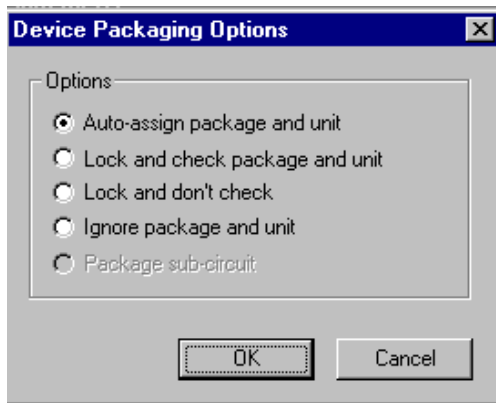 Device Packaging Options
Options
Auto-assign package and unit
Lock and check package and unit
Lock and don't check
Ignore package and unit
Package sub-circuit
OK
Cancel